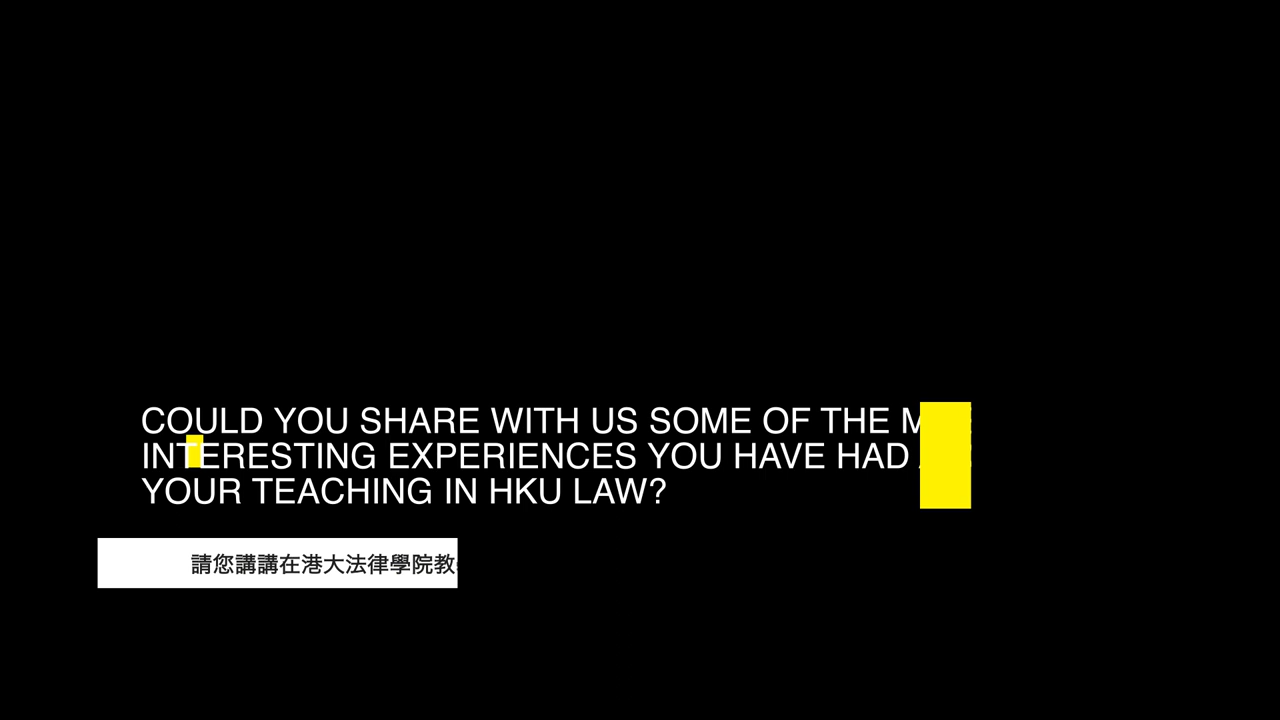 COULD YOU SHARE WITH US SOME OF THE
INTERESTING EXPERIENCES YOU HAVE HAD
YOUR TEACHING IN HKU LAW?
請您講講在港大法律學院教